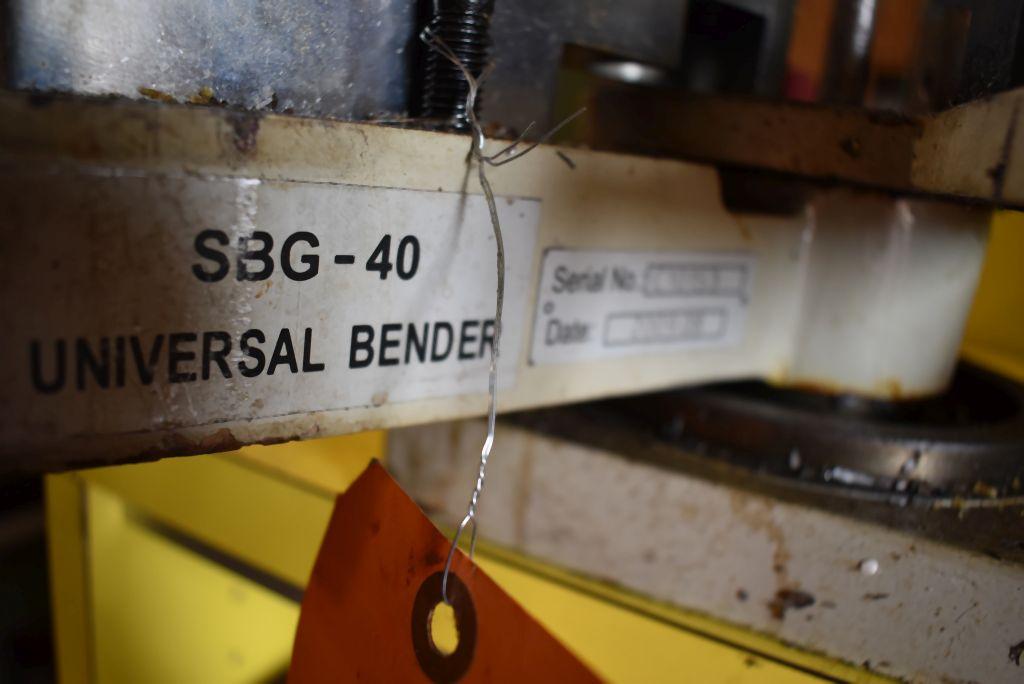 SBG-40
UNIVERSAL BENDER
Serial No.
Date: